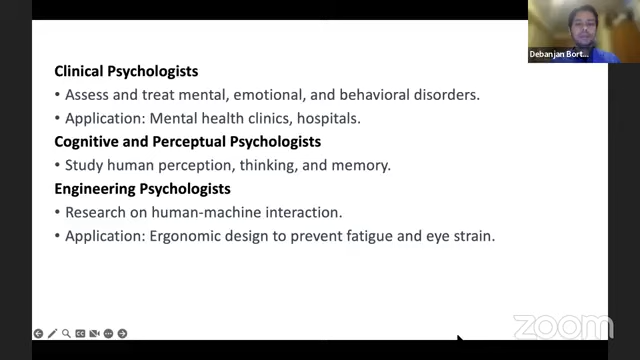 Debanjan Bort...
Clinical Psychologists
• Assess and treat mental, emotional, and behavioral disorders.
• Application: Mental health clinics, hospitals.
Cognitive and Perceptual Psychologists
• Study human perception, thinking, and memory.
Engineering Psychologists
• Research on human-machine interaction.
• Application: Ergonomic design to prevent fatigue and eye strain.
CC
zoom